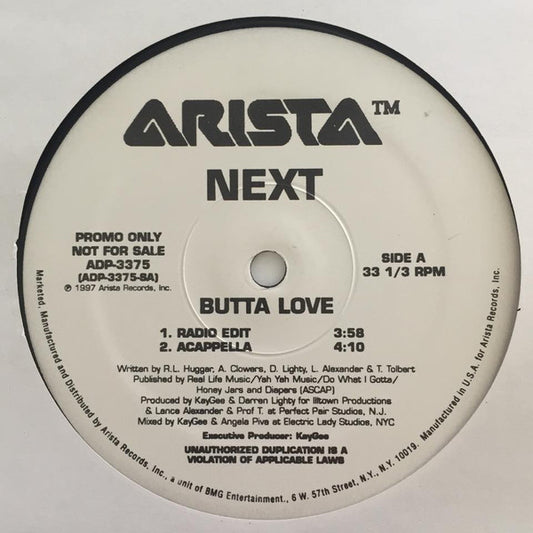 ARISTA™
NEXT
PROMO ONLY
NOT FOR SALE
ADP-3375
(ADP-3375-SA)
℗ 1997 Arista Records, Inc.
SIDE A
33 1/3 RPM
BUTTA LOVE
1. RADIO EDIT 3:58
2. ACAPPELLA 4:10
Written by R.L. Huggar, A. Clowers, D. Lighty, L. Alexander & T. Tolbert
Published by Real Life Music/Yah Yah Music/Do What I Gotta/
Honey Jars and Diapers (ASCAP)
Produced by KayGee & Darren Lighty for Illtown Productions
& Lance Alexander & Prof T. at Perfect Pair Studios, N.J.
Mixed by KayGee & Angela Piva at Electric Lady Studios, NYC
Executive Producer: KayGee
UNAUTHORIZED DUPLICATION IS A
VIOLATION OF APPLICABLE LAWS
Marketed, Manufactured and Distributed by Arista Records, Inc., a unit of BMG Entertainment., 6 W. 57th Street, N.Y., N.Y. 10019. Manufactured in U.S.A. for Arista Records, Inc.